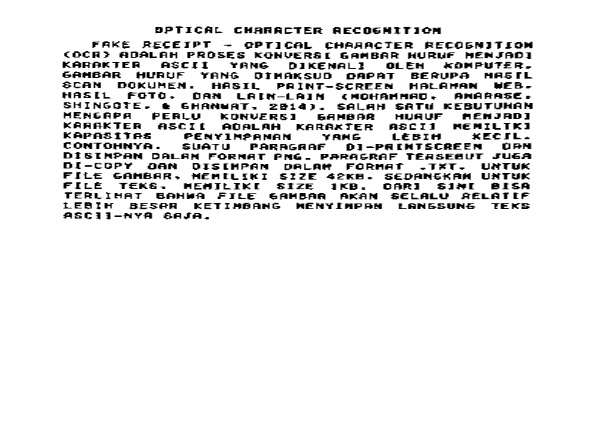 OPTICAL CHARACTER RECOGNITION
FAKE RECEIPT - OPTICAL CHARACTER RECOGNITION
(OCR) ADALAH PROSES KONVERSI GAMBAR HURUF MENJADI
KARAKTER ASCII YANG DIKENALI OLEH KOMPUTER.
GAMBAR HURUF YANG DIMAKSUD DAPAT BERUPA HASIL
SCAN DOKUMEN, HASIL PRINT-SCREEN HALAMAN WEB,
HASIL FOTO, DAN LAIN-LAIN (MOHAMMAD, ANARASE,
SHINGOTE, & GHANWAT, 2014). SALAH SATU KEBUTUHAN
MENGAPA PERLU KONVERSI GAMBAR HURUF MENJADI
KARAKTER ASCII ADALAH KARAKTER ASCII MEMILIKI
KAPASITAS PENYIMPANAN YANG LEBIH KECIL.
CONTOHNYA, SUATU PARAGRAF DI-PRINTSCREEN DAN
DISIMPAN DALAM FORMAT PNG. PARAGRAF TERSEBUT JUGA
DI-COPY DAN DISIMPAN DALAM FORMAT .TXT. UNTUK
FILE GAMBAR, MEMILIKI SIZE 42KB, SEDANGKAN UNTUK
FILE TEKS, MEMILIKI SIZE 1KB. DARI SINI BISA
TERLIHAT BAHWA FILE GAMBAR AKAN SELALU RELATIF
LEBIH BESAR KETIMBANG MENYIMPAN LANGSUNG TEKS
ASCII-NYA SAJA.